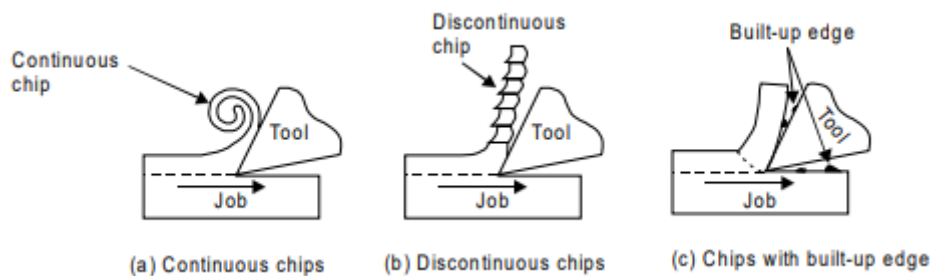 Continuous
chip
Tool
Job
(a) Continuous chips
Discontinuous
chip
Tool
Job
(b) Discontinuous chips
Built-up edge
Tool
Job
(c) Chips with built-up edge